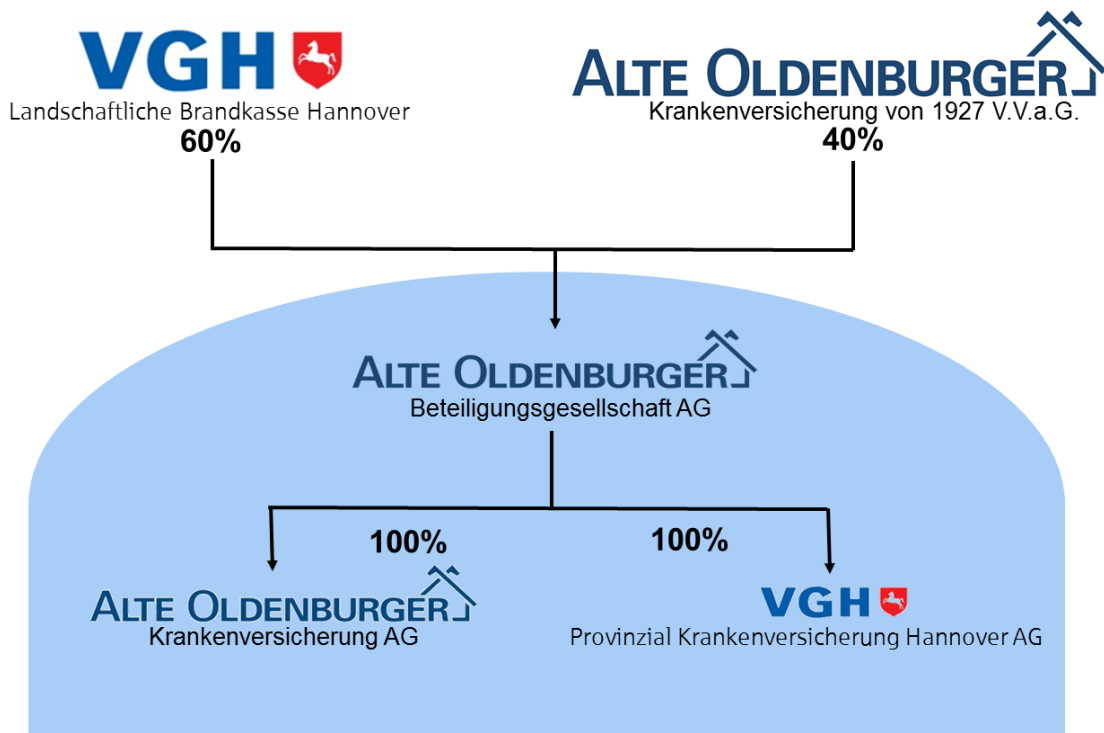 VGH
Landschaftliche Brandkasse Hannover
60%
ALTE OLDENBURGER
Krankenversicherung von 1927 V.V.a.G.
40%
ALTE OLDENBURGER
Beteiligungsgesellschaft AG
100%
100%
ALTE OLDENBURGER
Krankenversicherung AG
VGH
Provinzial Krankenversicherung Hannover AG